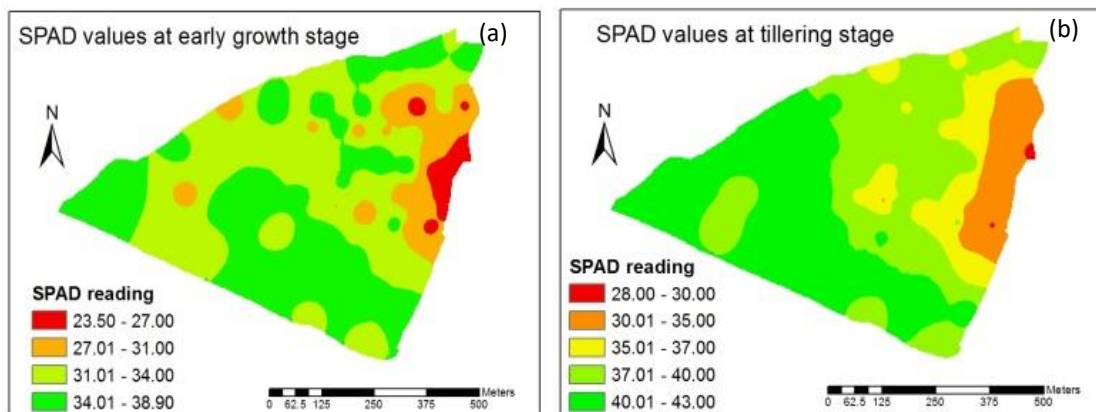 SPAD values at early growth stage (a)
N
SPAD reading
23.50 - 27.00
27.01 - 31.00
31.01 - 34.00
34.01 - 38.90
Meters
0 62.5 125 250 375 500
SPAD values at tillering stage (b)
N
SPAD reading
28.00 - 30.00
30.01 - 35.00
35.01 - 37.00
37.01 - 40.00
40.01 - 43.00
Meters
0 62.5 125 250 375 500